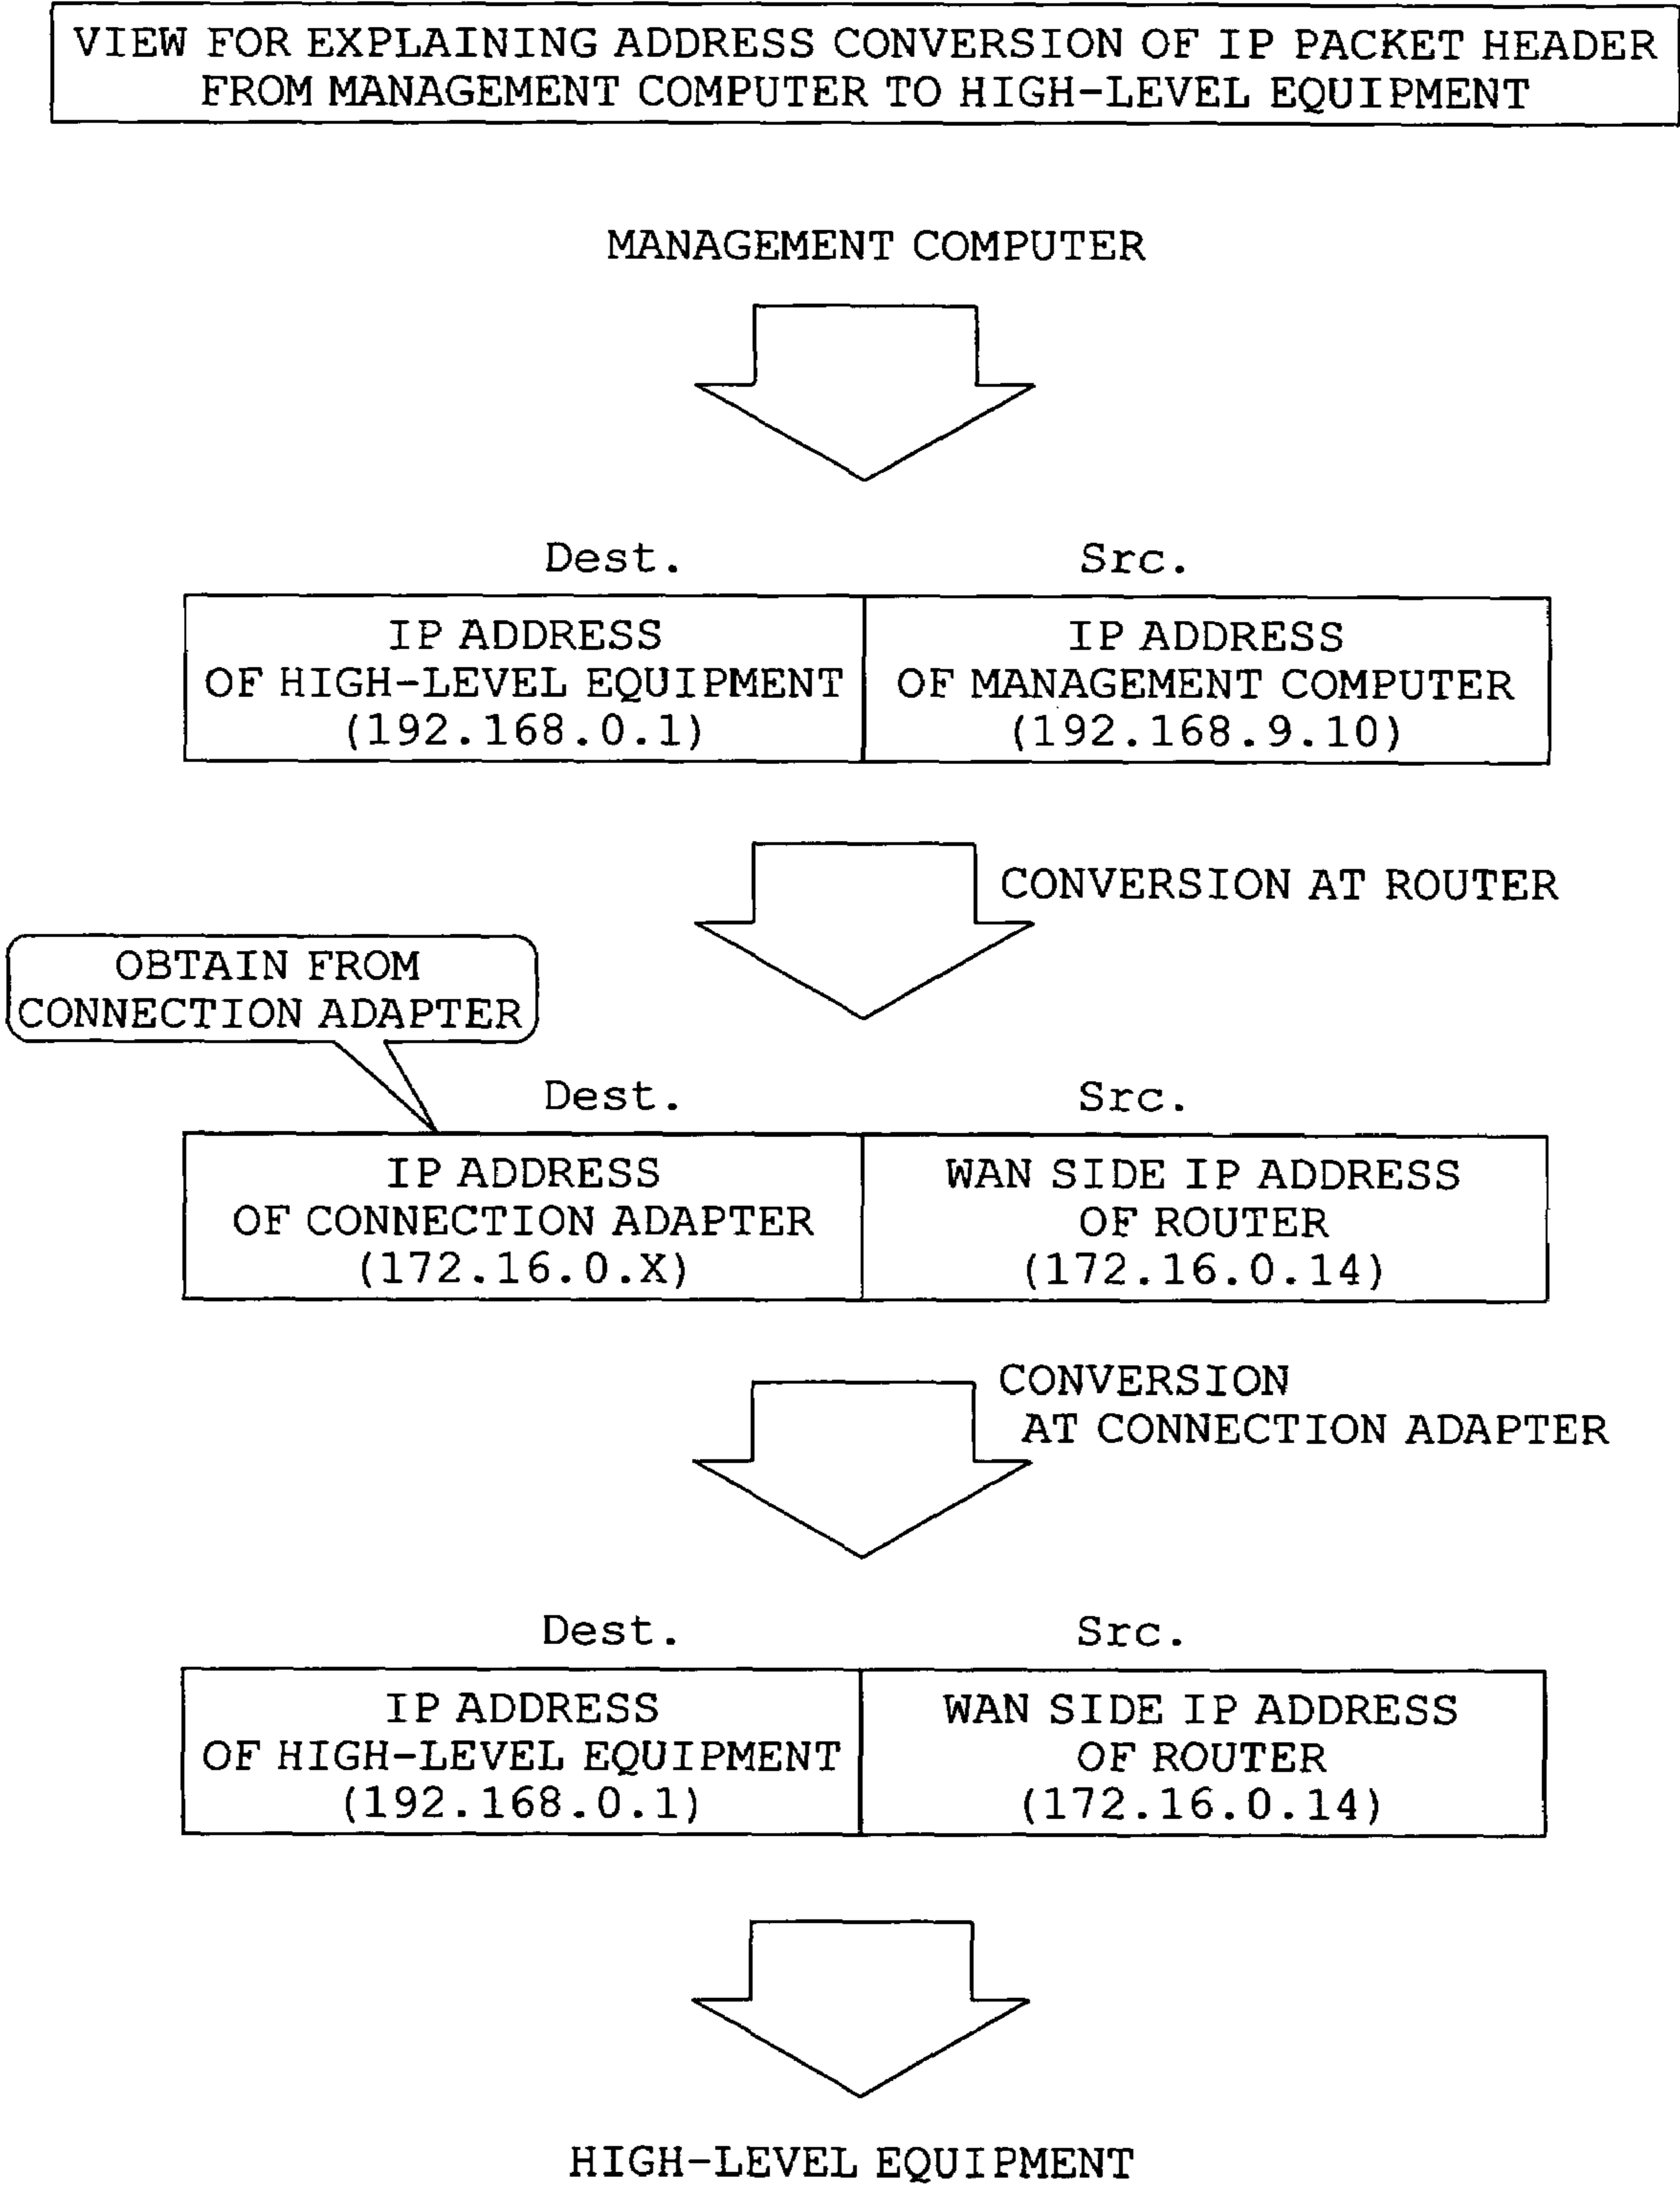 VIEW FOR EXPLAINING ADDRESS CONVERSION OF IP PACKET HEADER
FROM MANAGEMENT COMPUTER TO HIGH-LEVEL EQUIPMENT
MANAGEMENT COMPUTER
Dest.
Src.
IP ADDRESS
OF HIGH-LEVEL EQUIPMENT
(192.168.0.1)
IP ADDRESS
OF MANAGEMENT COMPUTER
(192.168.9.10)
CONVERSION AT ROUTER
OBTAIN FROM
CONNECTION ADAPTER
Dest.
Src.
IP ADDRESS
OF CONNECTION ADAPTER
(172.16.0.X)
WAN SIDE IP ADDRESS
OF ROUTER
(172.16.0.14)
CONVERSION
AT CONNECTION ADAPTER
Dest.
Src.
IP ADDRESS
OF HIGH-LEVEL EQUIPMENT
(192.168.0.1)
WAN SIDE IP ADDRESS
OF ROUTER
(172.16.0.14)
HIGH-LEVEL EQUIPMENT